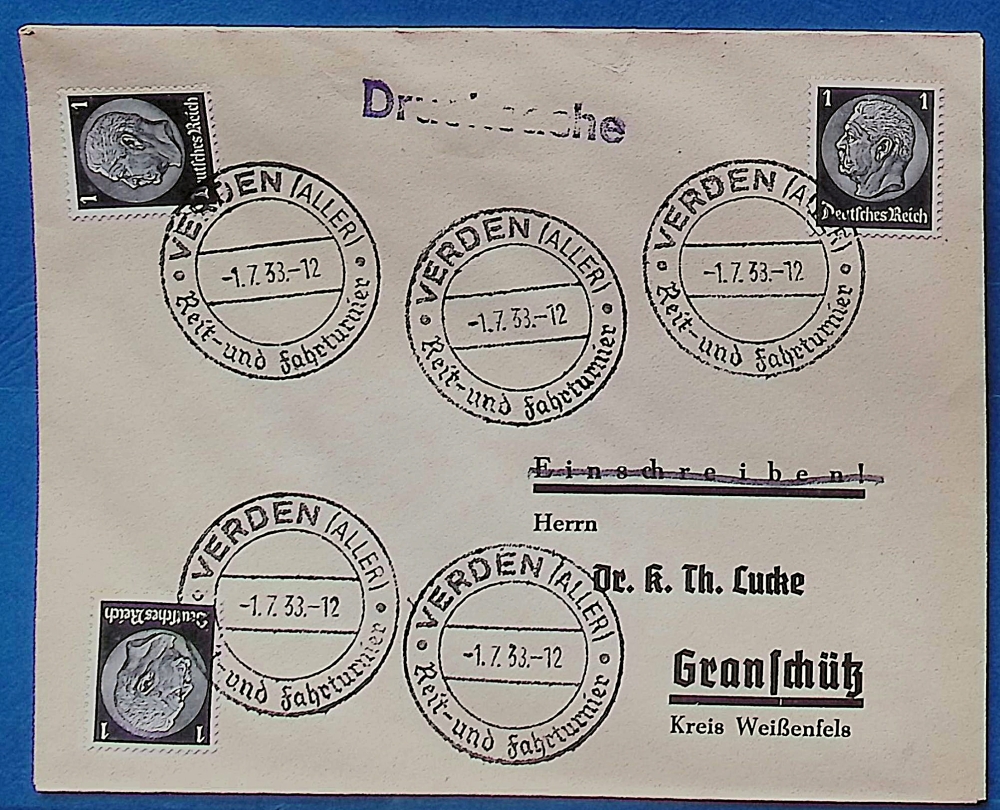 Drucksache
1
1
Deutsches Reich
1 1
Deutsches Reich
VERDEN (ALLER)
-1.7.33.-12
Reit-und Fahrturnier
VERDEN (ALLER)
-1.7.33.-12
Reit-und Fahrturnier
VERDEN (ALLER)
-1.7.33.-12
Reit-und Fahrturnier
Einschreiben!
Herrn
Dr. K. Th. Lucke
Granschütz
Kreis Weißenfels
VERDEN (ALLER)
-1.7.33.-12
-und Fahrturnier
VERDEN (ALLER)
-1.7.33.-12
Reit-und Fahrturnier
Deutsches Reich
1 1